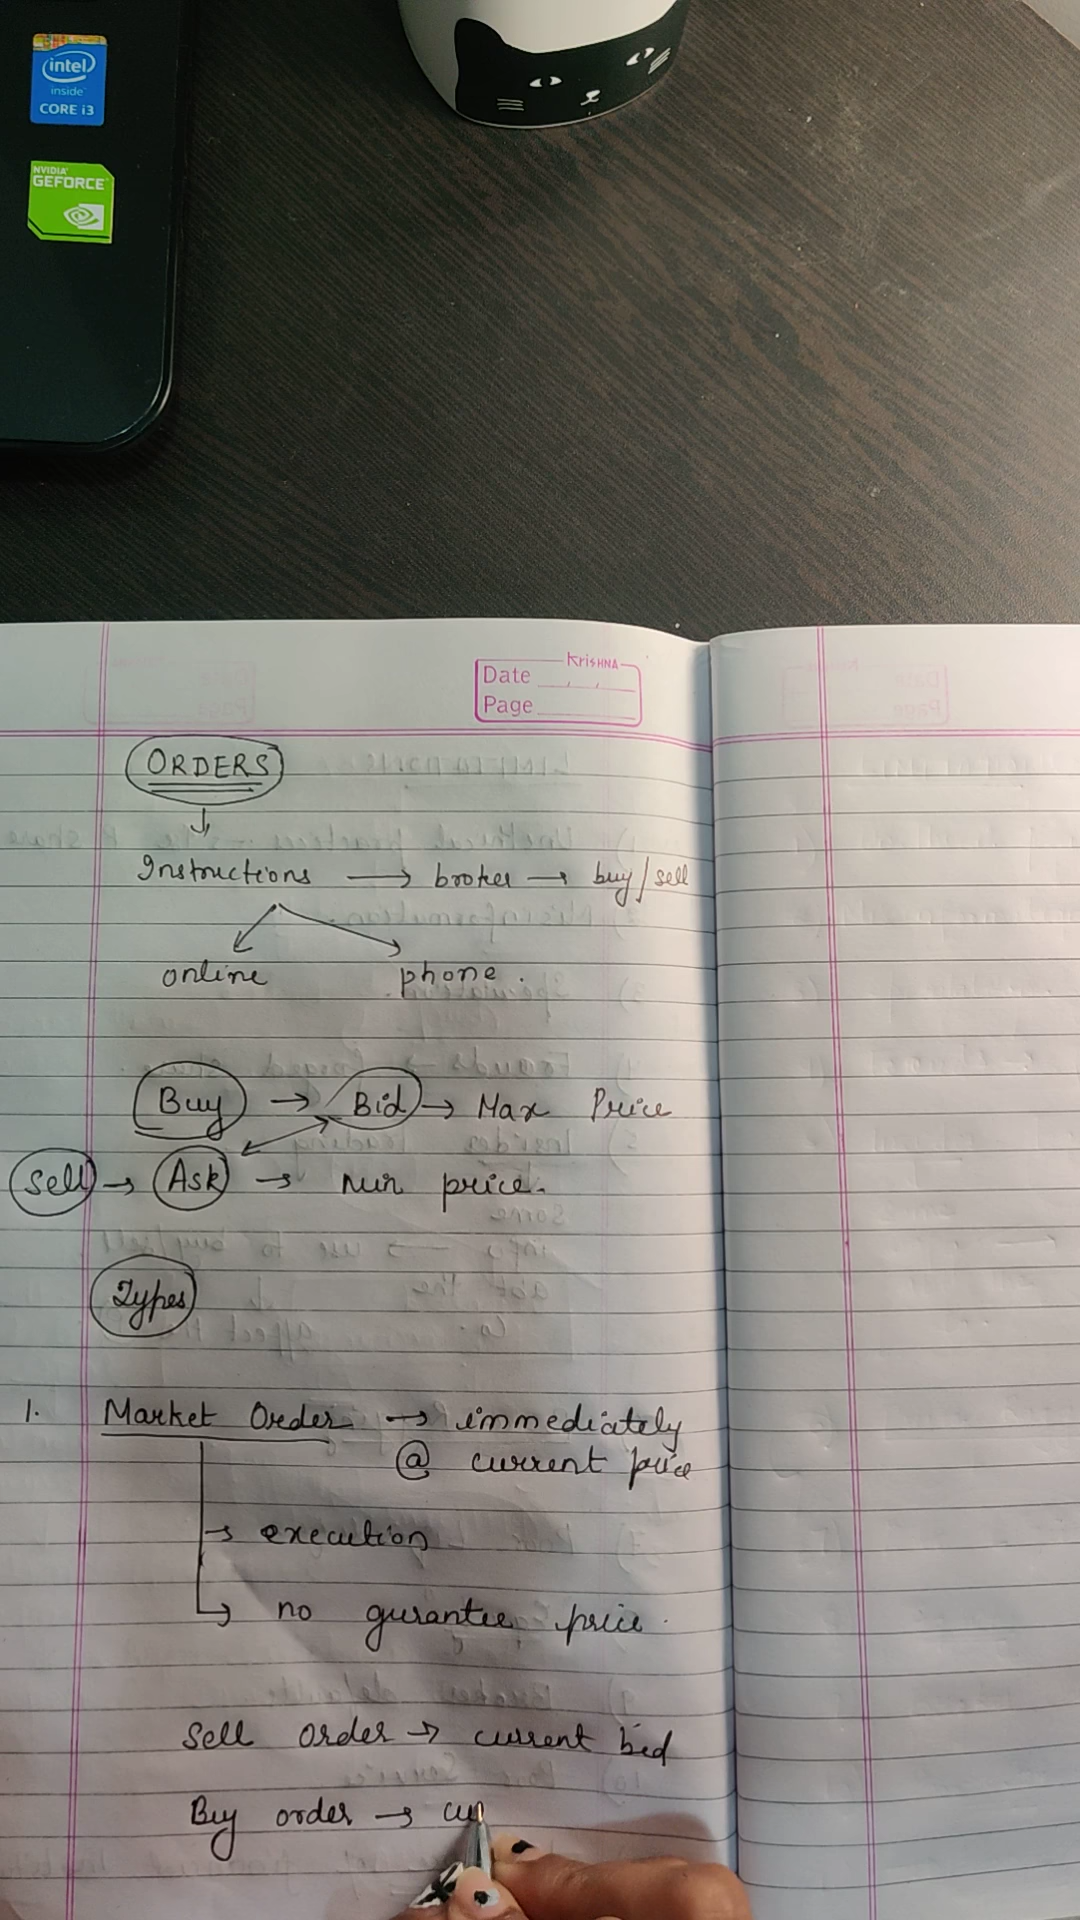 intel
inside
CORE i3
NVIDIA
GEFORCE
KRISHNA
Date
Page
ORDERS
Instructions → broker → buy/sell
online phone.
Buy → Bid → Max Price
Sell → Ask → Min price.
Types
1. Market Order → immediately
@ current price
→ execution
→ no gurantee price.
Sell order → current bid
Buy order → cur